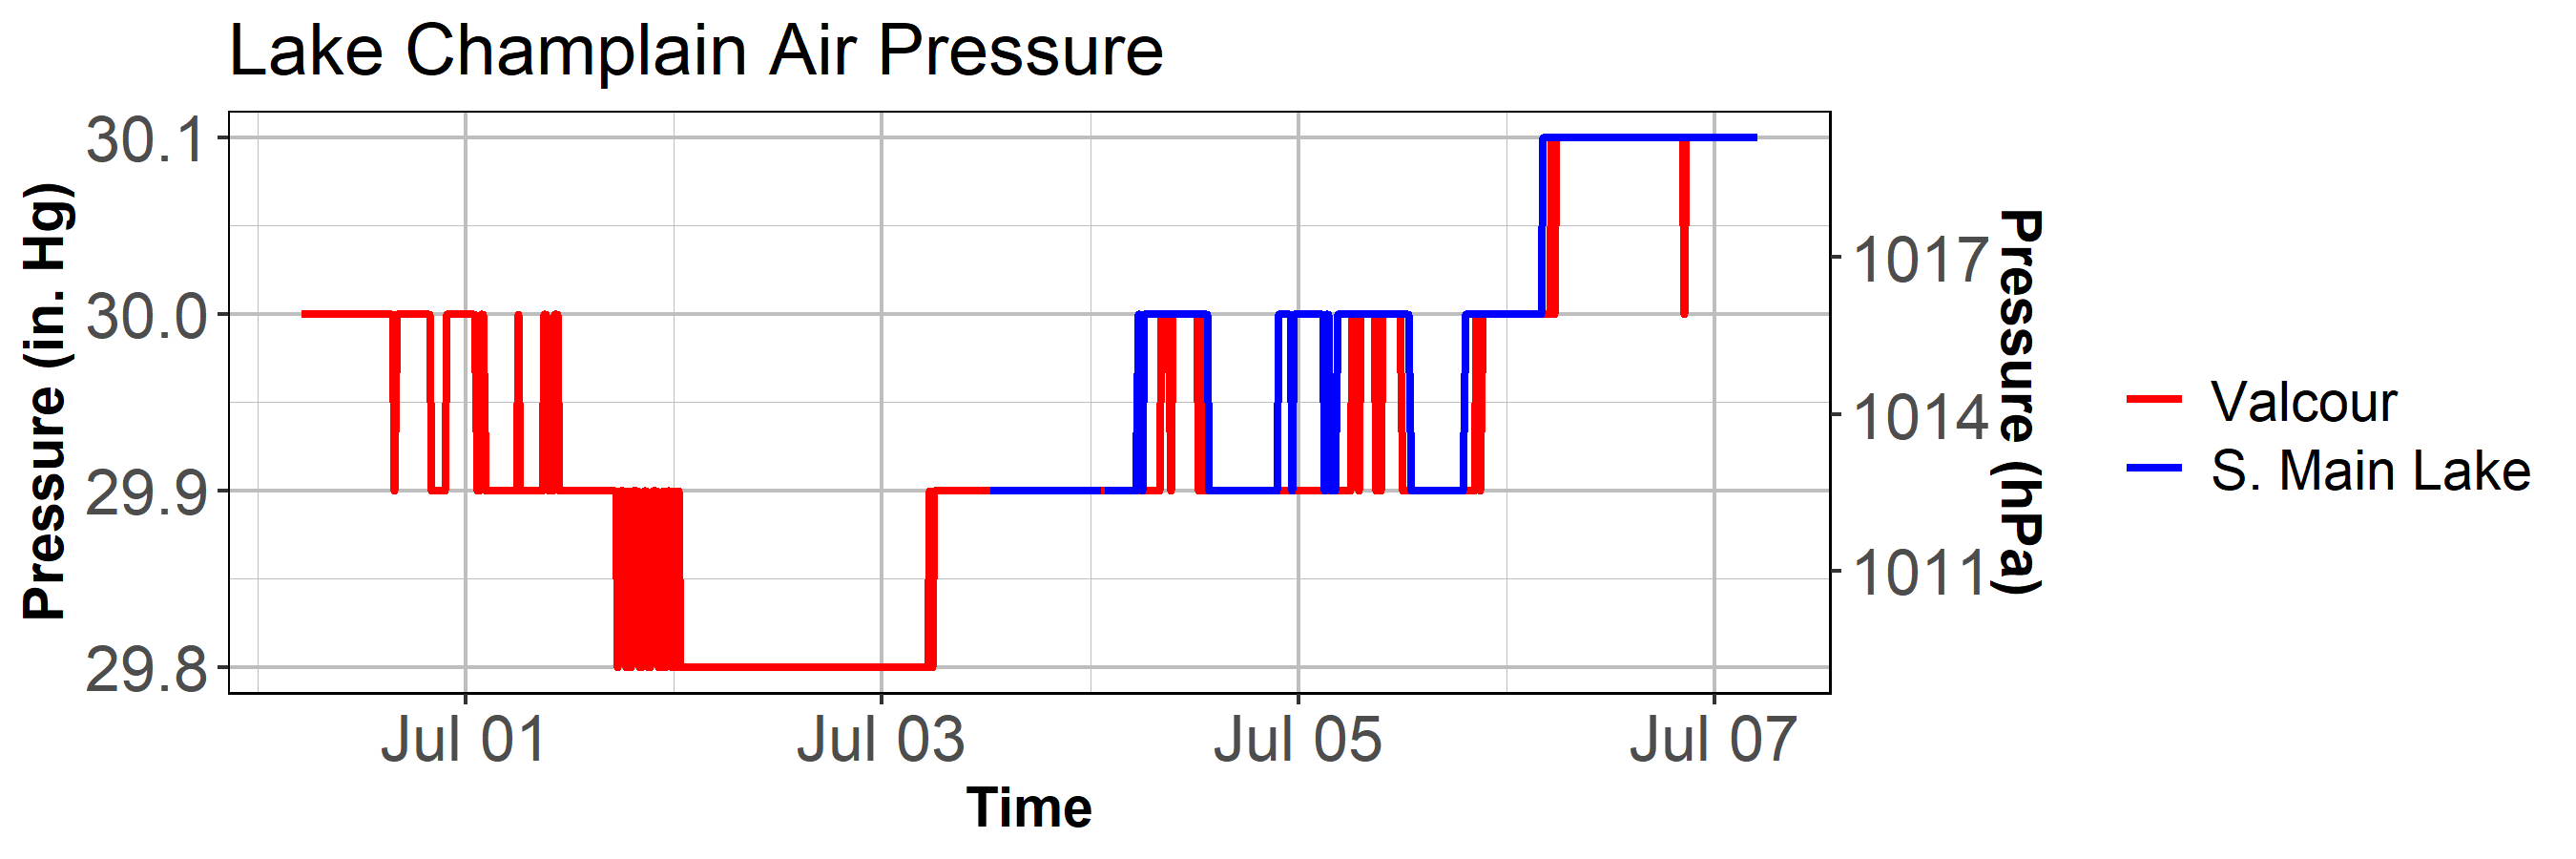 Lake Champlain Air Pressure
Pressure (in. Hg)
30.1
30.0
29.9
29.8
1017
1014
1011
Pressure (hPa)
Valcour
S. Main Lake
Jul 01 Jul 03 Jul 05 Jul 07
Time